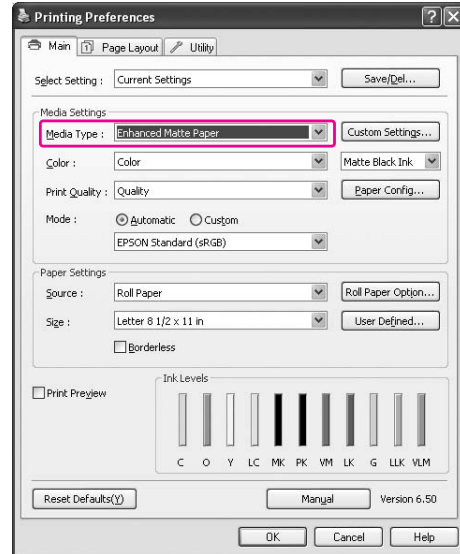 Printing Preferences
Main Page Layout Utility
Select Setting : Current Settings Save/Del...
Media Settings
Media Type : Enhanced Matte Paper Custom Settings...
Color : Color Matte Black Ink
Print Quality : Quality Paper Config...
Mode : Automatic Custom
EPSON Standard (sRGB)
Paper Settings
Source : Roll Paper Roll Paper Option...
Size : Letter 8 1/2 x 11 in User Defined...
Borderless
Print Preview
Ink Levels
C O Y LC MK PK VM LK G LLK VLM
Reset Defaults(Y) Manual Version 6.50
OK Cancel Help